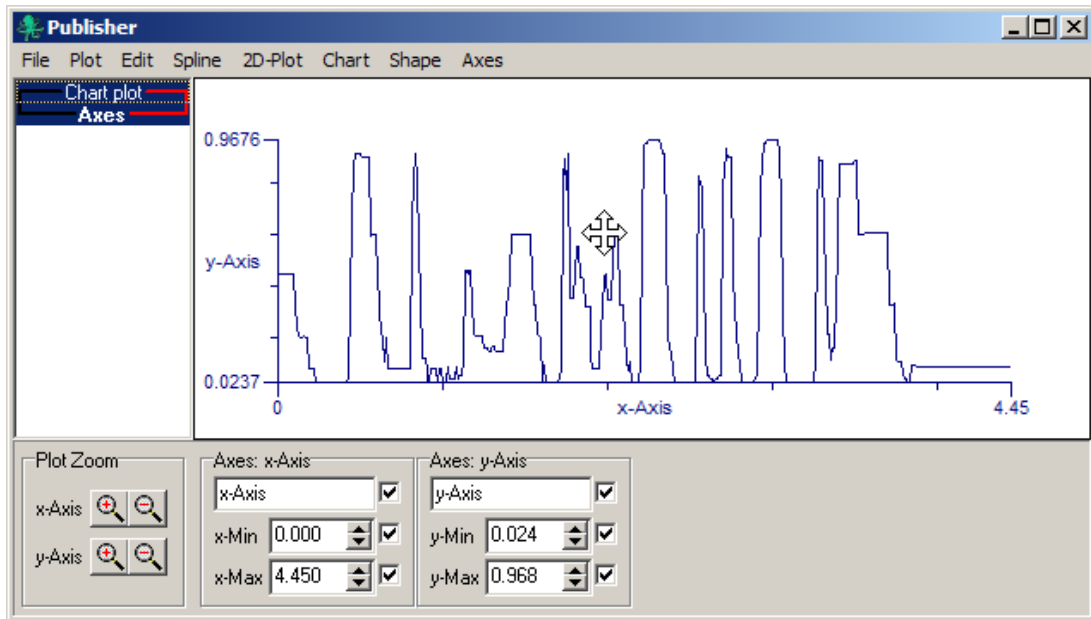 Publisher
File Plot Edit Spline 2D-Plot Chart Shape Axes
Chart plot
Axes
0.9676
y-Axis
0.0237
0 x-Axis 4.45
Plot Zoom
x-Axis
y-Axis
Axes: x-Axis
x-Axis
x-Min 0.000
x-Max 4.450
Axes: y-Axis
y-Axis
y-Min 0.024
y-Max 0.968